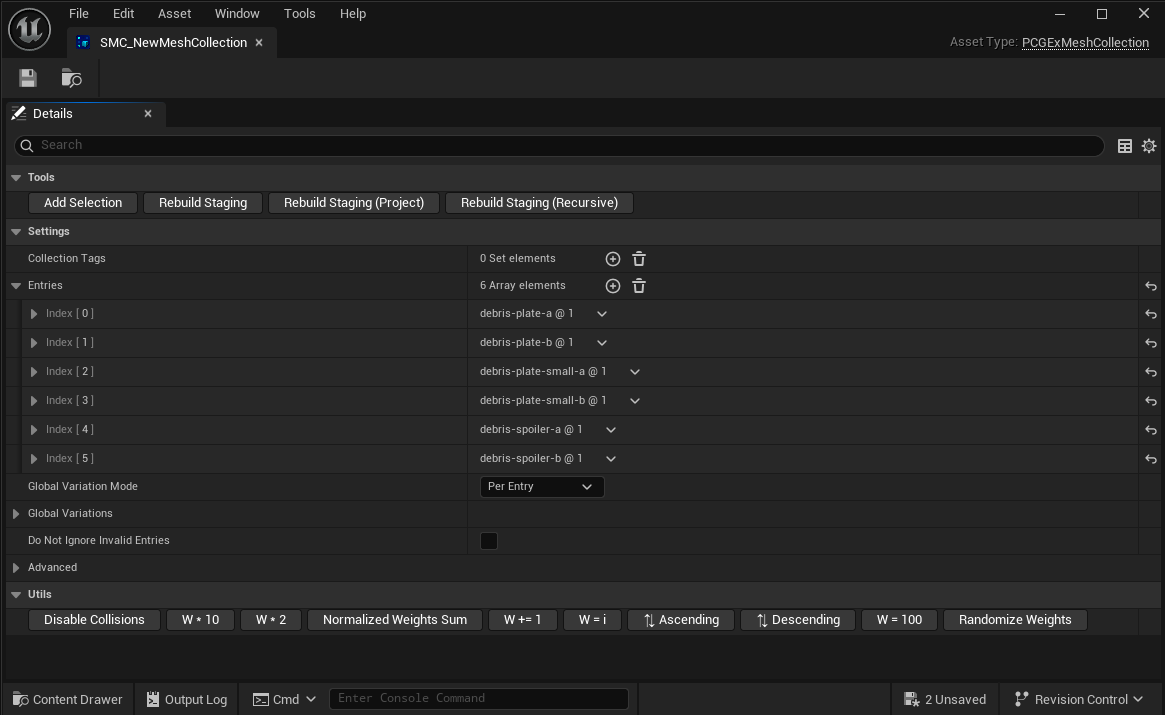 File Edit Asset Window Tools Help
SMC_NewMeshCollection
Asset Type: PCGExMeshCollection
Details
Search
Tools
Add Selection Rebuild Staging Rebuild Staging (Project) Rebuild Staging (Recursive)
Settings
Collection Tags 0 Set elements
Entries 6 Array elements
Index [ 0 ] debris-plate-a @ 1
Index [ 1 ] debris-plate-b @ 1
Index [ 2 ] debris-plate-small-a @ 1
Index [ 3 ] debris-plate-small-b @ 1
Index [ 4 ] debris-spoiler-a @ 1
Index [ 5 ] debris-spoiler-b @ 1
Global Variation Mode Per Entry
Global Variations
Do Not Ignore Invalid Entries
Advanced
Utils
Disable Collisions W * 10 W * 2 Normalized Weights Sum W += 1 W = i ⇅ Ascending ⇅ Descending W = 100 Randomize Weights
Content Drawer Output Log Cmd Enter Console Command 2 Unsaved Revision Control